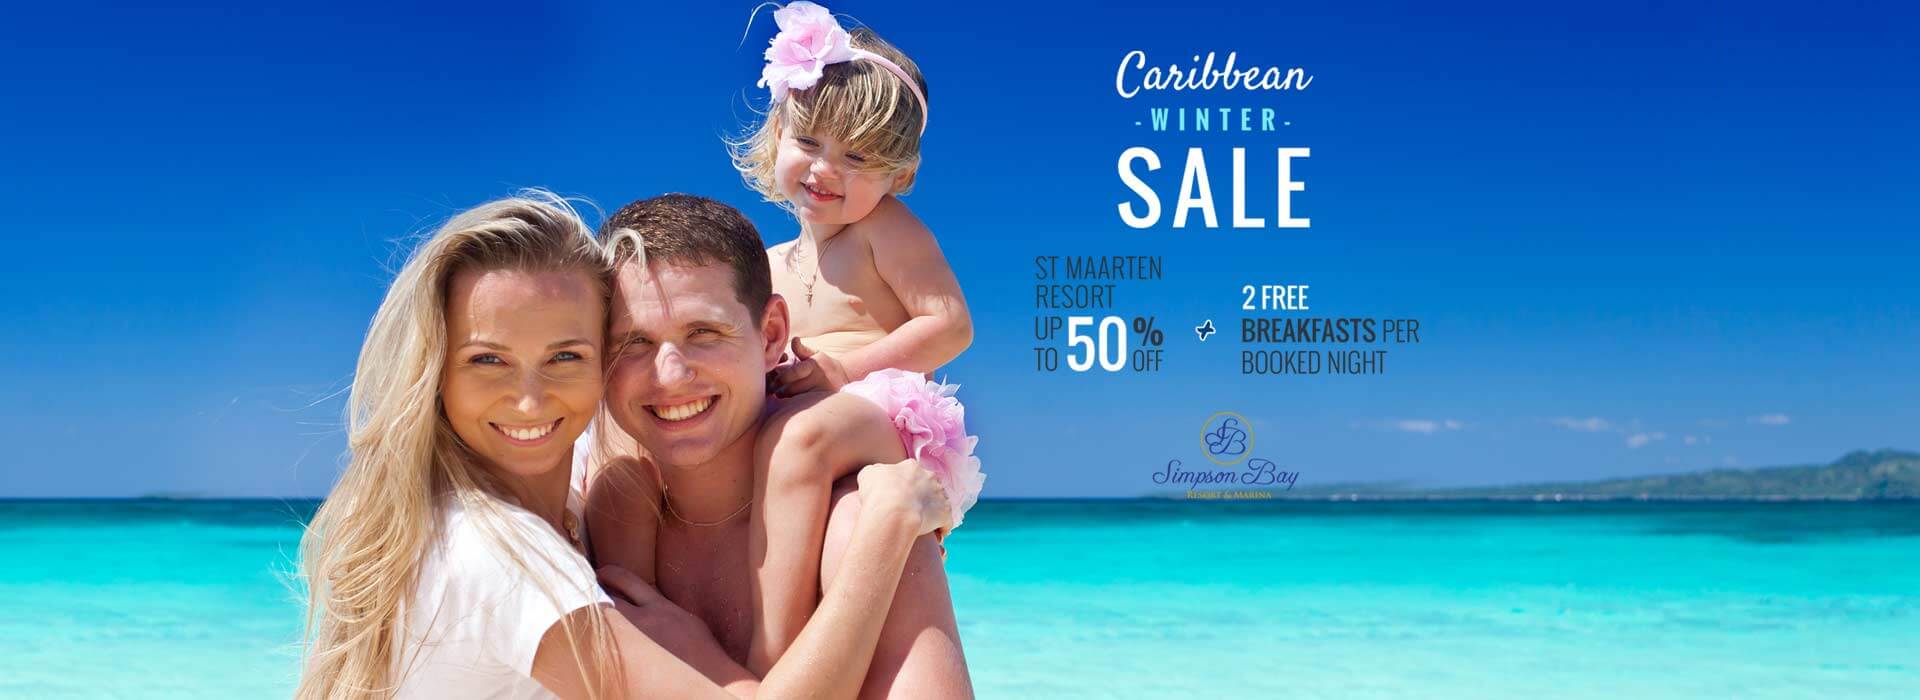 Caribbean
- WINTER -
SALE
ST MAARTEN
RESORT
UP TO 50% OFF
2 FREE
BREAKFASTS PER
BOOKED NIGHT
SB
Simpson Bay
RESORT & MARINA